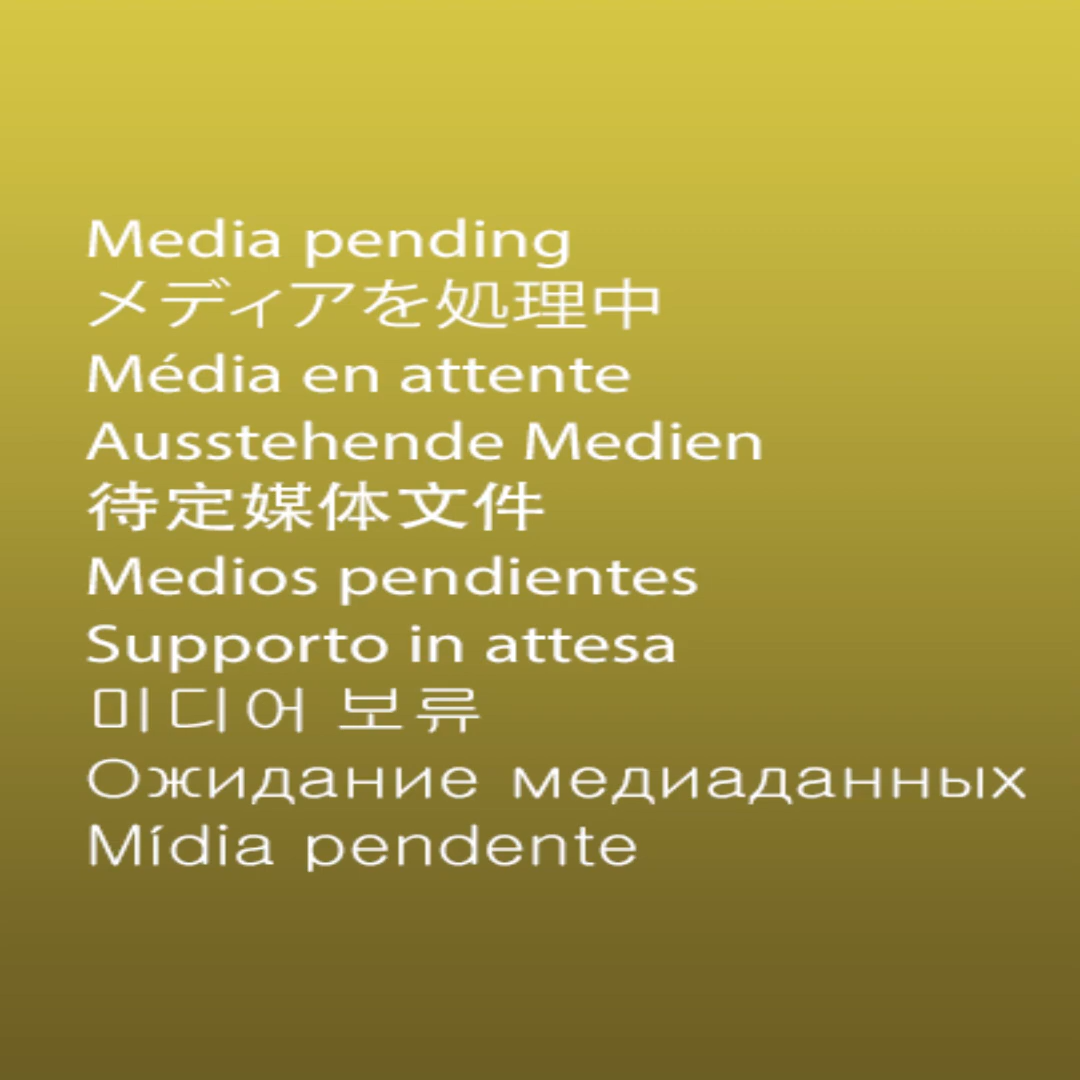 Media pending
メディアを処理中
Média en attente
Ausstehende Medien
待定媒体文件
Medios pendientes
Supporto in attesa
미디어 보류
Ожидание медиаданных
Mídia pendente